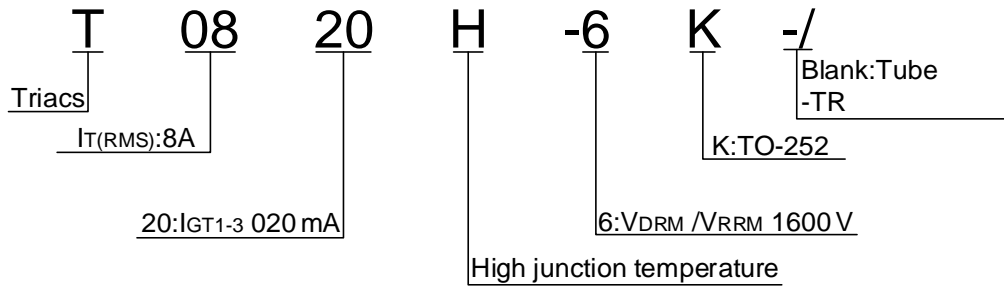 T 08 20 H -6 K -/
Blank:Tube
Triacs
-TR
IT(RMS):8A
K:TO-252
20:IGT1-3 020 mA
6:VDRM /VRRM 1600 V
High junction temperature